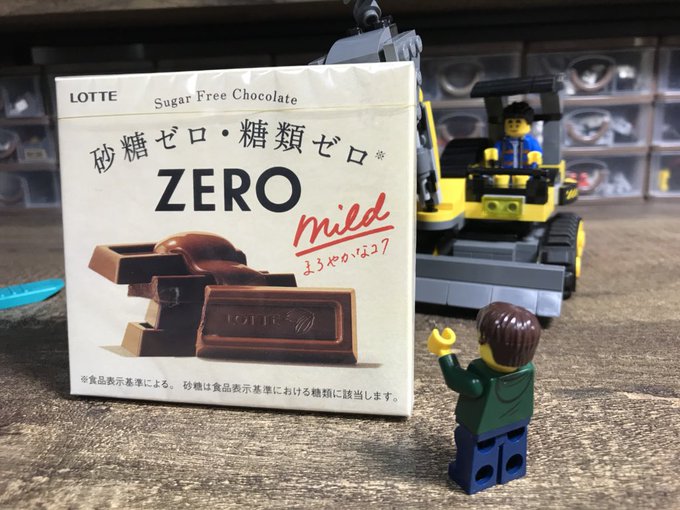 LOTTE
Sugar Free Chocolate
砂糖ゼロ・糖類ゼロ※
ZERO
mild
まろやかなコク
LOTTE
※食品表示基準による。 砂糖は食品表示基準における糖類に該当します。